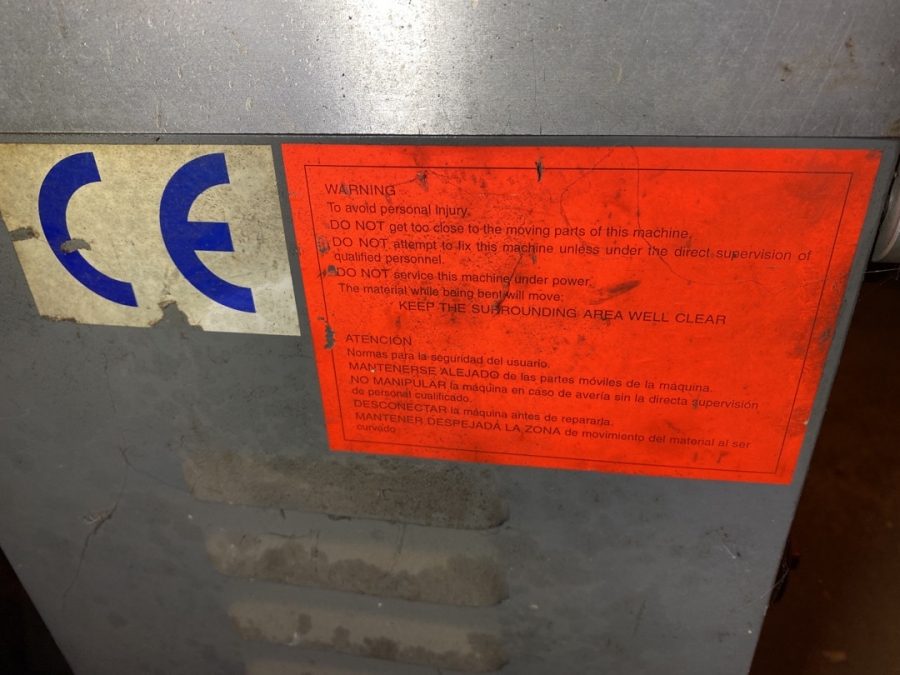 CE
WARNING
To avoid personal Injury,
DO NOT get too close to the moving parts of this machine,
DO NOT attempt to fix this machine unless under the direct supervision of
qualified personnel.
DO NOT service this machine under power.
The material while being bent will move:
KEEP THE SURROUNDING AREA WELL CLEAR
ATENCIÓN
Normas para la seguridad del usuario.
MANTENERSE ALEJADO de las partes móviles de la máquina.
NO MANIPULAR la máquina en caso de avería sin la directa supervisión
de personal cualificado.
DESCONECTAR la máquina antes de repararla.
MANTENER DESPEJADA LA ZONA de movimiento del material al ser
curvado